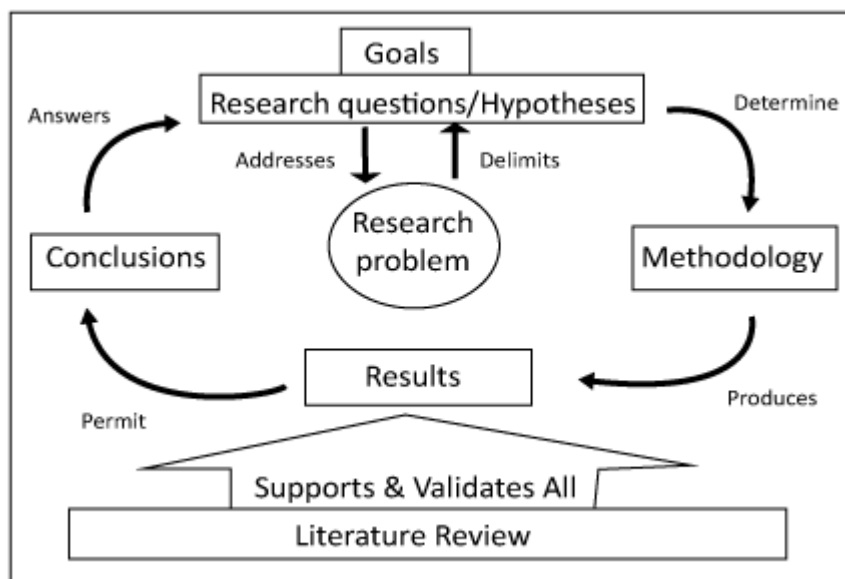 Goals
Research questions/Hypotheses
Answers
Determine
Addresses
Delimits
Research
problem
Conclusions
Methodology
Results
Permit
Produces
Supports & Validates All
Literature Review